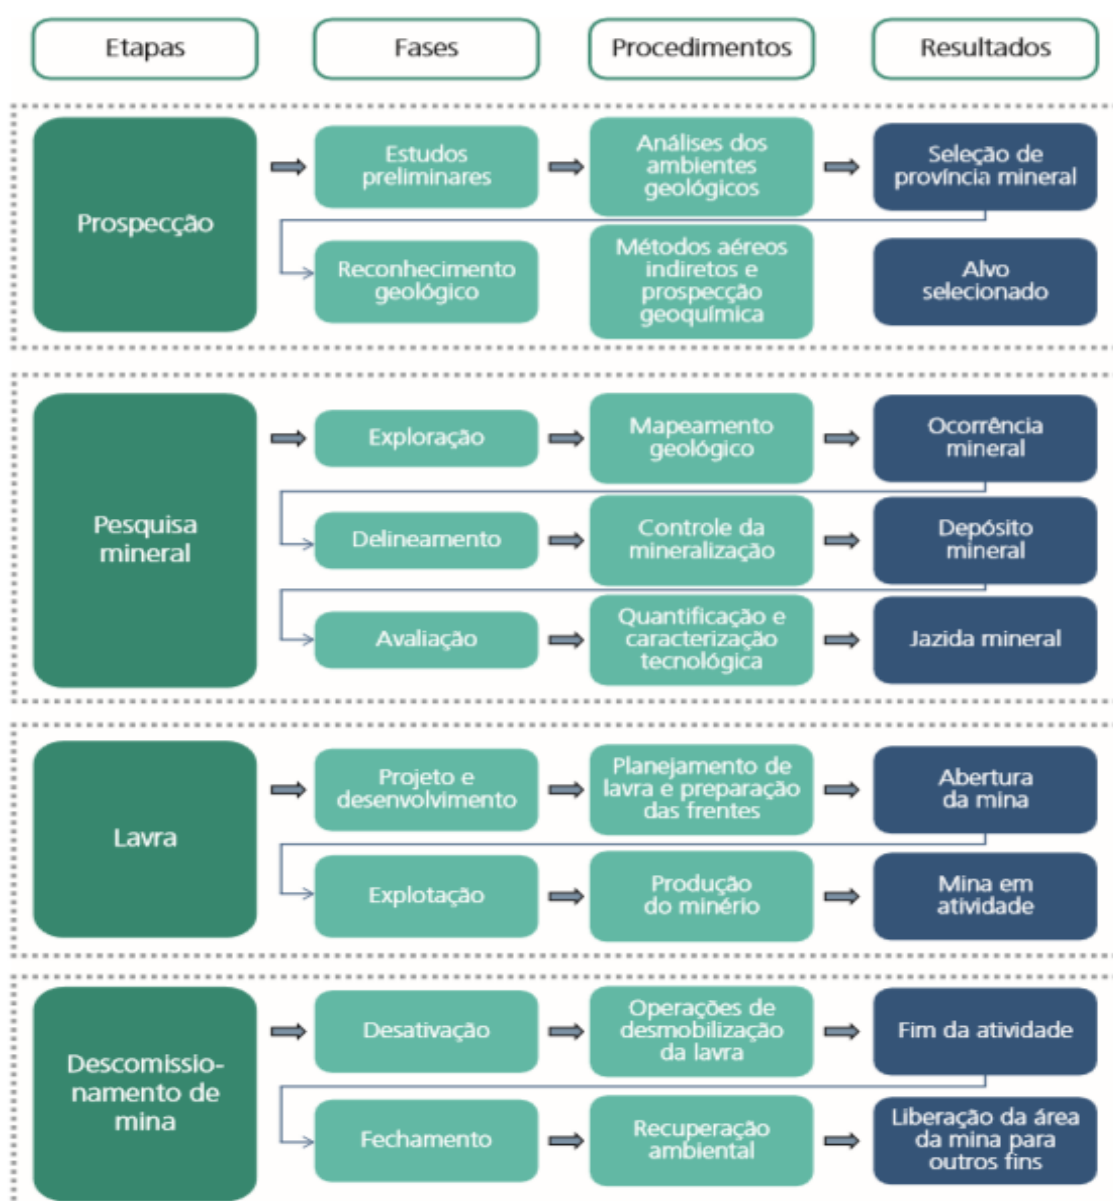 Etapas
Fases
Procedimentos
Resultados
Prospecção
Estudos
preliminares
Análises dos
ambientes
geológicos
Seleção de
província mineral
Reconhecimento
geológico
Métodos aéreos
indiretos e
prospecção
geoquímica
Alvo
selecionado
Pesquisa
mineral
Exploração
Mapeamento
geológico
Ocorrência
mineral
Delineamento
Controle da
mineralização
Depósito
mineral
Avaliação
Quantificação e
caracterização
tecnológica
Jazida mineral
Lavra
Projeto e
desenvolvimento
Planejamento de
lavra e preparação
das frentes
Abertura
da mina
Explotação
Produção
do minério
Mina em
atividade
Descomissio-
namento de
mina
Desativação
Operações de
desmobilização
da lavra
Fim da atividade
Fechamento
Recuperação
ambiental
Liberação da área
da mina para
outros fins